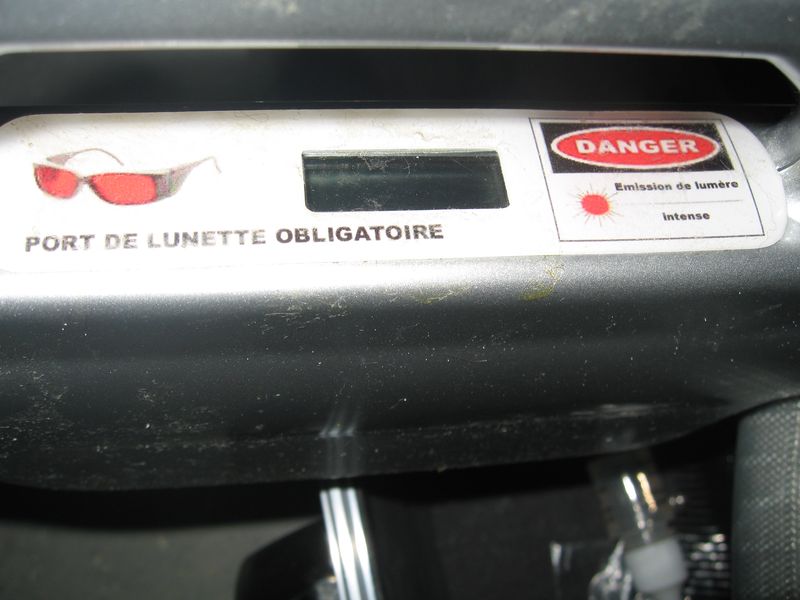 PORT DE LUNETTE OBLIGATOIRE
DANGER
Emission de lumère
intense